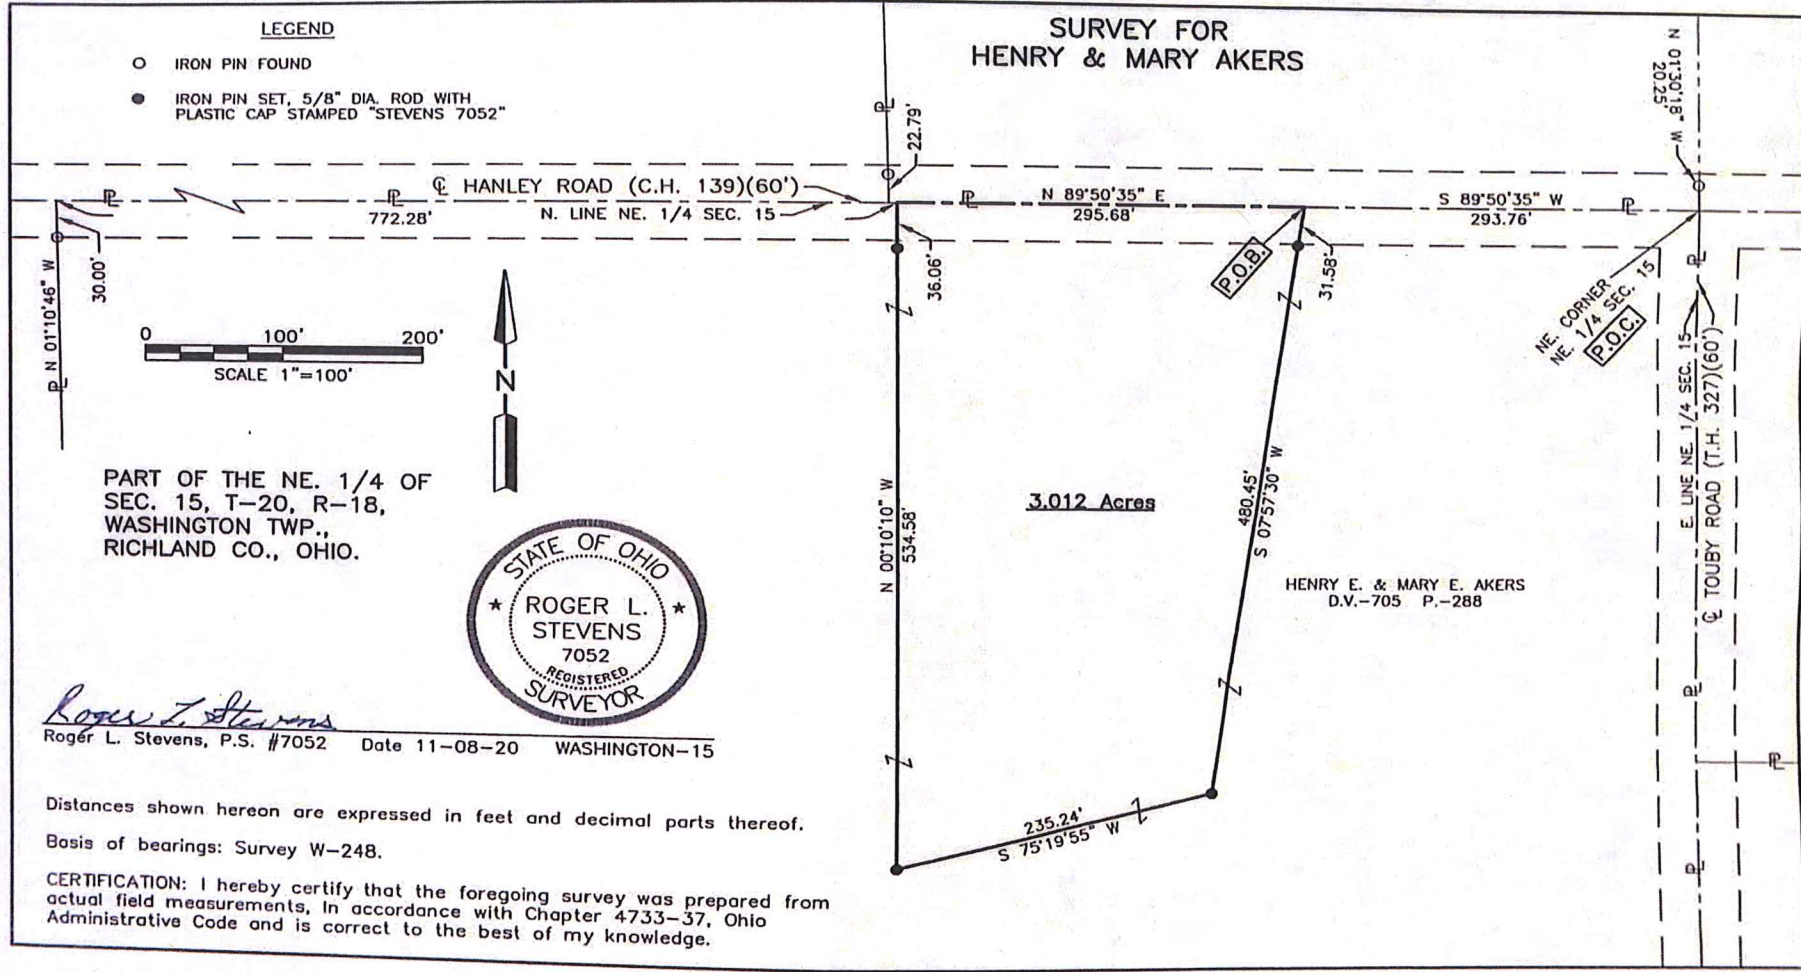 LEGEND
IRON PIN FOUND
IRON PIN SET, 5/8" DIA. ROD WITH
PLASTIC CAP STAMPED "STEVENS 7052"
SURVEY FOR
HENRY & MARY AKERS
N 01°30'18" W
20.25'
22.79'
℄ HANLEY ROAD (C.H. 139)(60')
772.28'
N. LINE NE. 1/4 SEC. 15
N 89°50'35" E
295.68'
S 89°50'35" W
293.76'
N 01°10'46" W
30.00'
36.06'
P.O.B.
31.58'
NE. CORNER
NE. 1/4 SEC. 15
P.O.C.
0 100' 200'
SCALE 1"=100'
N
E. LINE NE. 1/4 SEC. 15
℄ TOUBY ROAD (T.H. 327)(60')
PART OF THE NE. 1/4 OF
SEC. 15, T-20, R-18,
WASHINGTON TWP.,
RICHLAND CO., OHIO.
N 00°10'10" W
534.58'
3.012 Acres
480.45'
S 07°57'30" W
HENRY E. & MARY E. AKERS
D.V.-705 P.-288
STATE OF OHIO
ROGER L.
STEVENS
7052
REGISTERED
SURVEYOR
Roger L. Stevens
Roger L. Stevens, P.S. #7052 Date 11-08-20 WASHINGTON-15
235.24'
S 75°19'55" W
Distances shown hereon are expressed in feet and decimal parts thereof.
Basis of bearings: Survey W-248.
CERTIFICATION: I hereby certify that the foregoing survey was prepared from
actual field measurements, In accordance with Chapter 4733-37, Ohio
Administrative Code and is correct to the best of my knowledge.